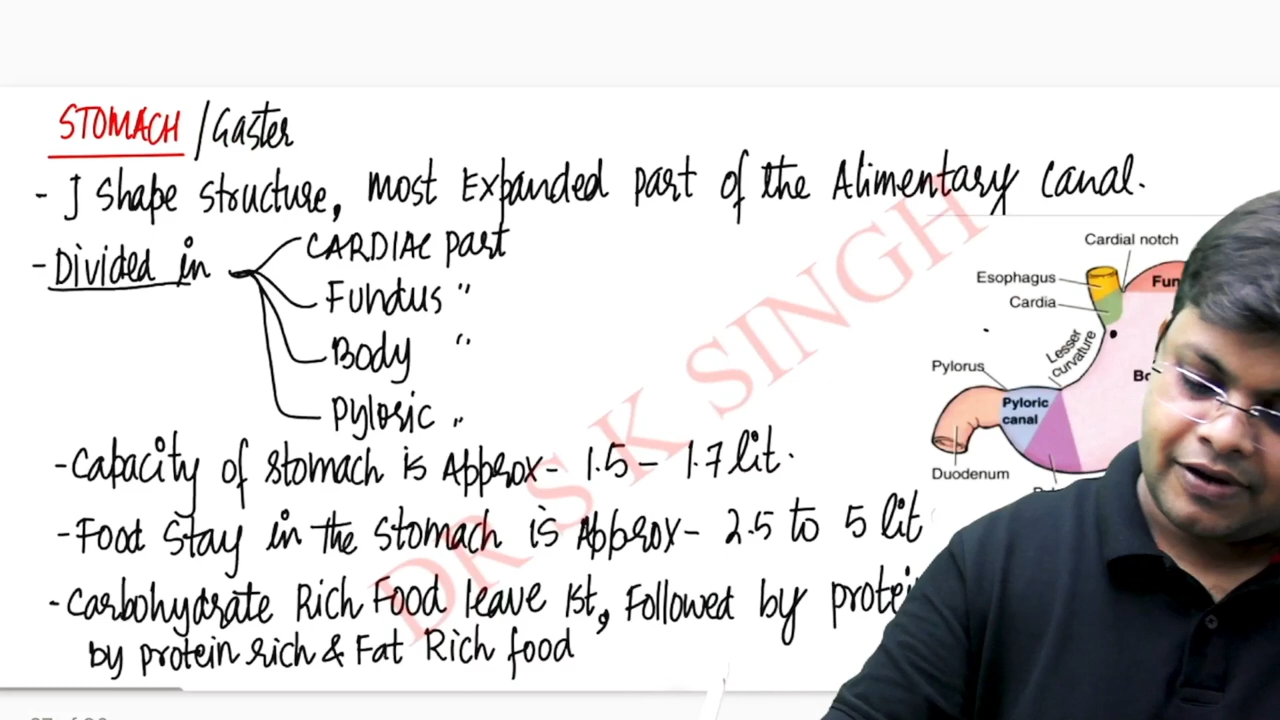 STOMACH / Gaster
- J shape structure, most Expanded part of the Alimentary Canal.
- Divided in
CARDIAC part
Fundus "
Body "
Pyloric "
- Capacity of stomach is Approx - 1.5 - 1.7 lit.
- Food Stay in the stomach is Approx - 2.5 to 5 lit
- Carbohydrate Rich Food leave 1st, Followed by protei
by protein rich & Fat Rich food
DR S K SINGH
Cardial notch
Esophagus
Fun
Cardia
Lesser curvature
Pylorus
Bo
Pyloric
canal
Duodenum